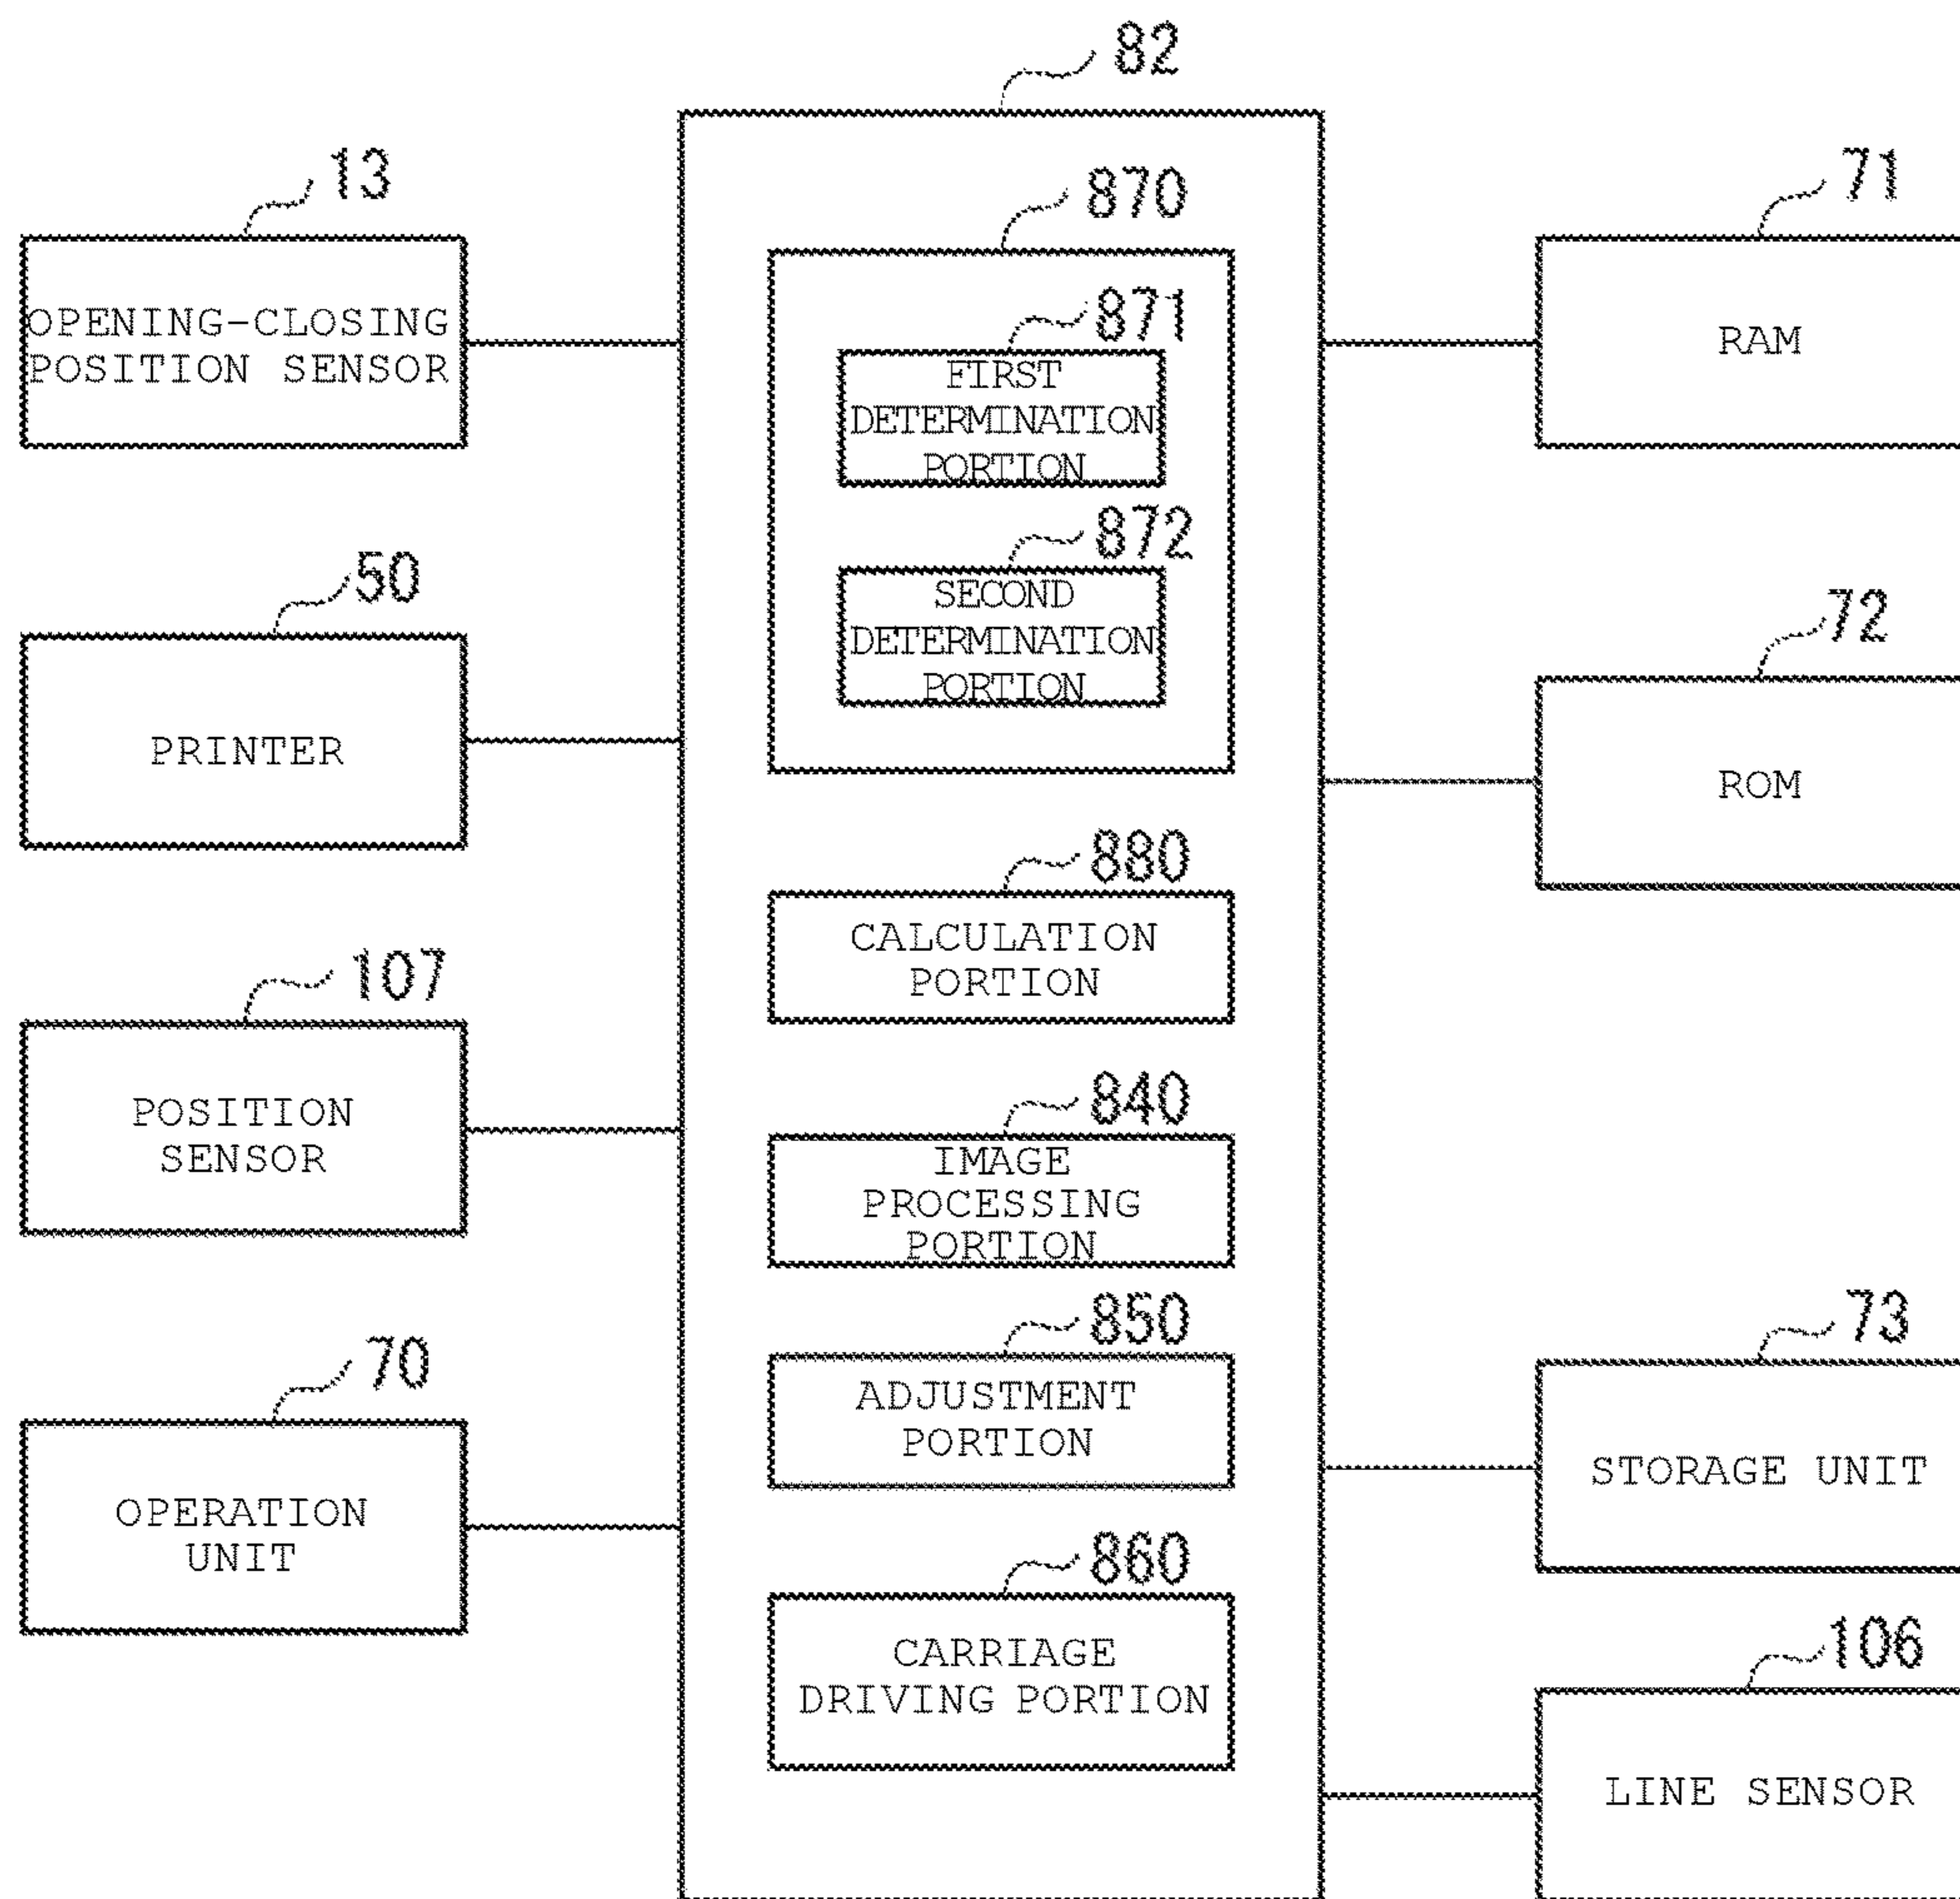 82
13
OPENING-CLOSING
POSITION SENSOR
50
PRINTER
107
POSITION
SENSOR
70
OPERATION
UNIT
870
871
FIRST
DETERMINATION
PORTION
872
SECOND
DETERMINATION
PORTION
880
CALCULATION
PORTION
840
IMAGE
PROCESSING
PORTION
850
ADJUSTMENT
PORTION
860
CARRIAGE
DRIVING PORTION
71
RAM
72
ROM
73
STORAGE UNIT
106
LINE SENSOR